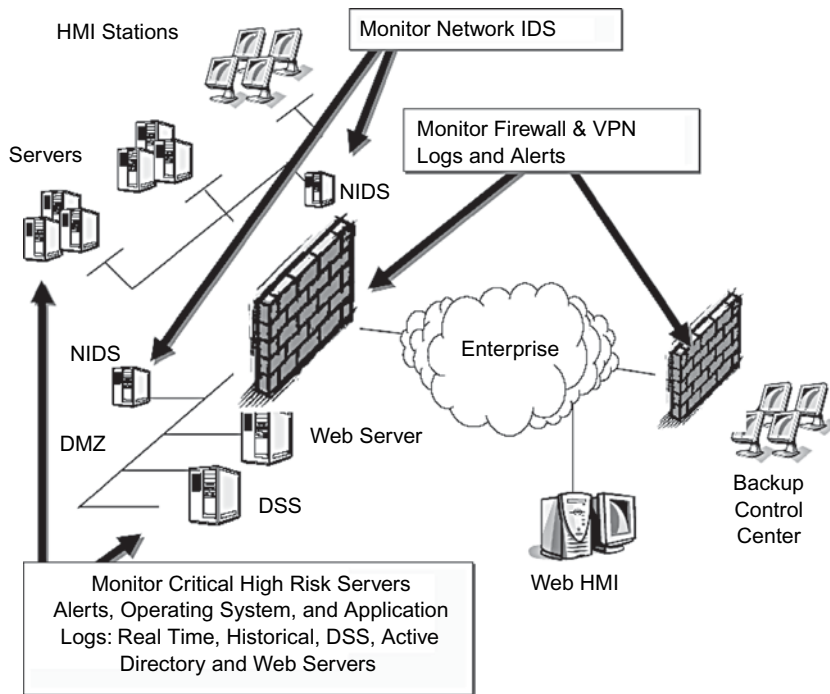 HMI Stations
Monitor Network IDS
Monitor Firewall & VPN
Logs and Alerts
Servers
NIDS
Enterprise
NIDS
Web Server
DMZ
DSS
Backup
Control
Center
Web HMI
Monitor Critical High Risk Servers
Alerts, Operating System, and Application
Logs: Real Time, Historical, DSS, Active
Directory and Web Servers